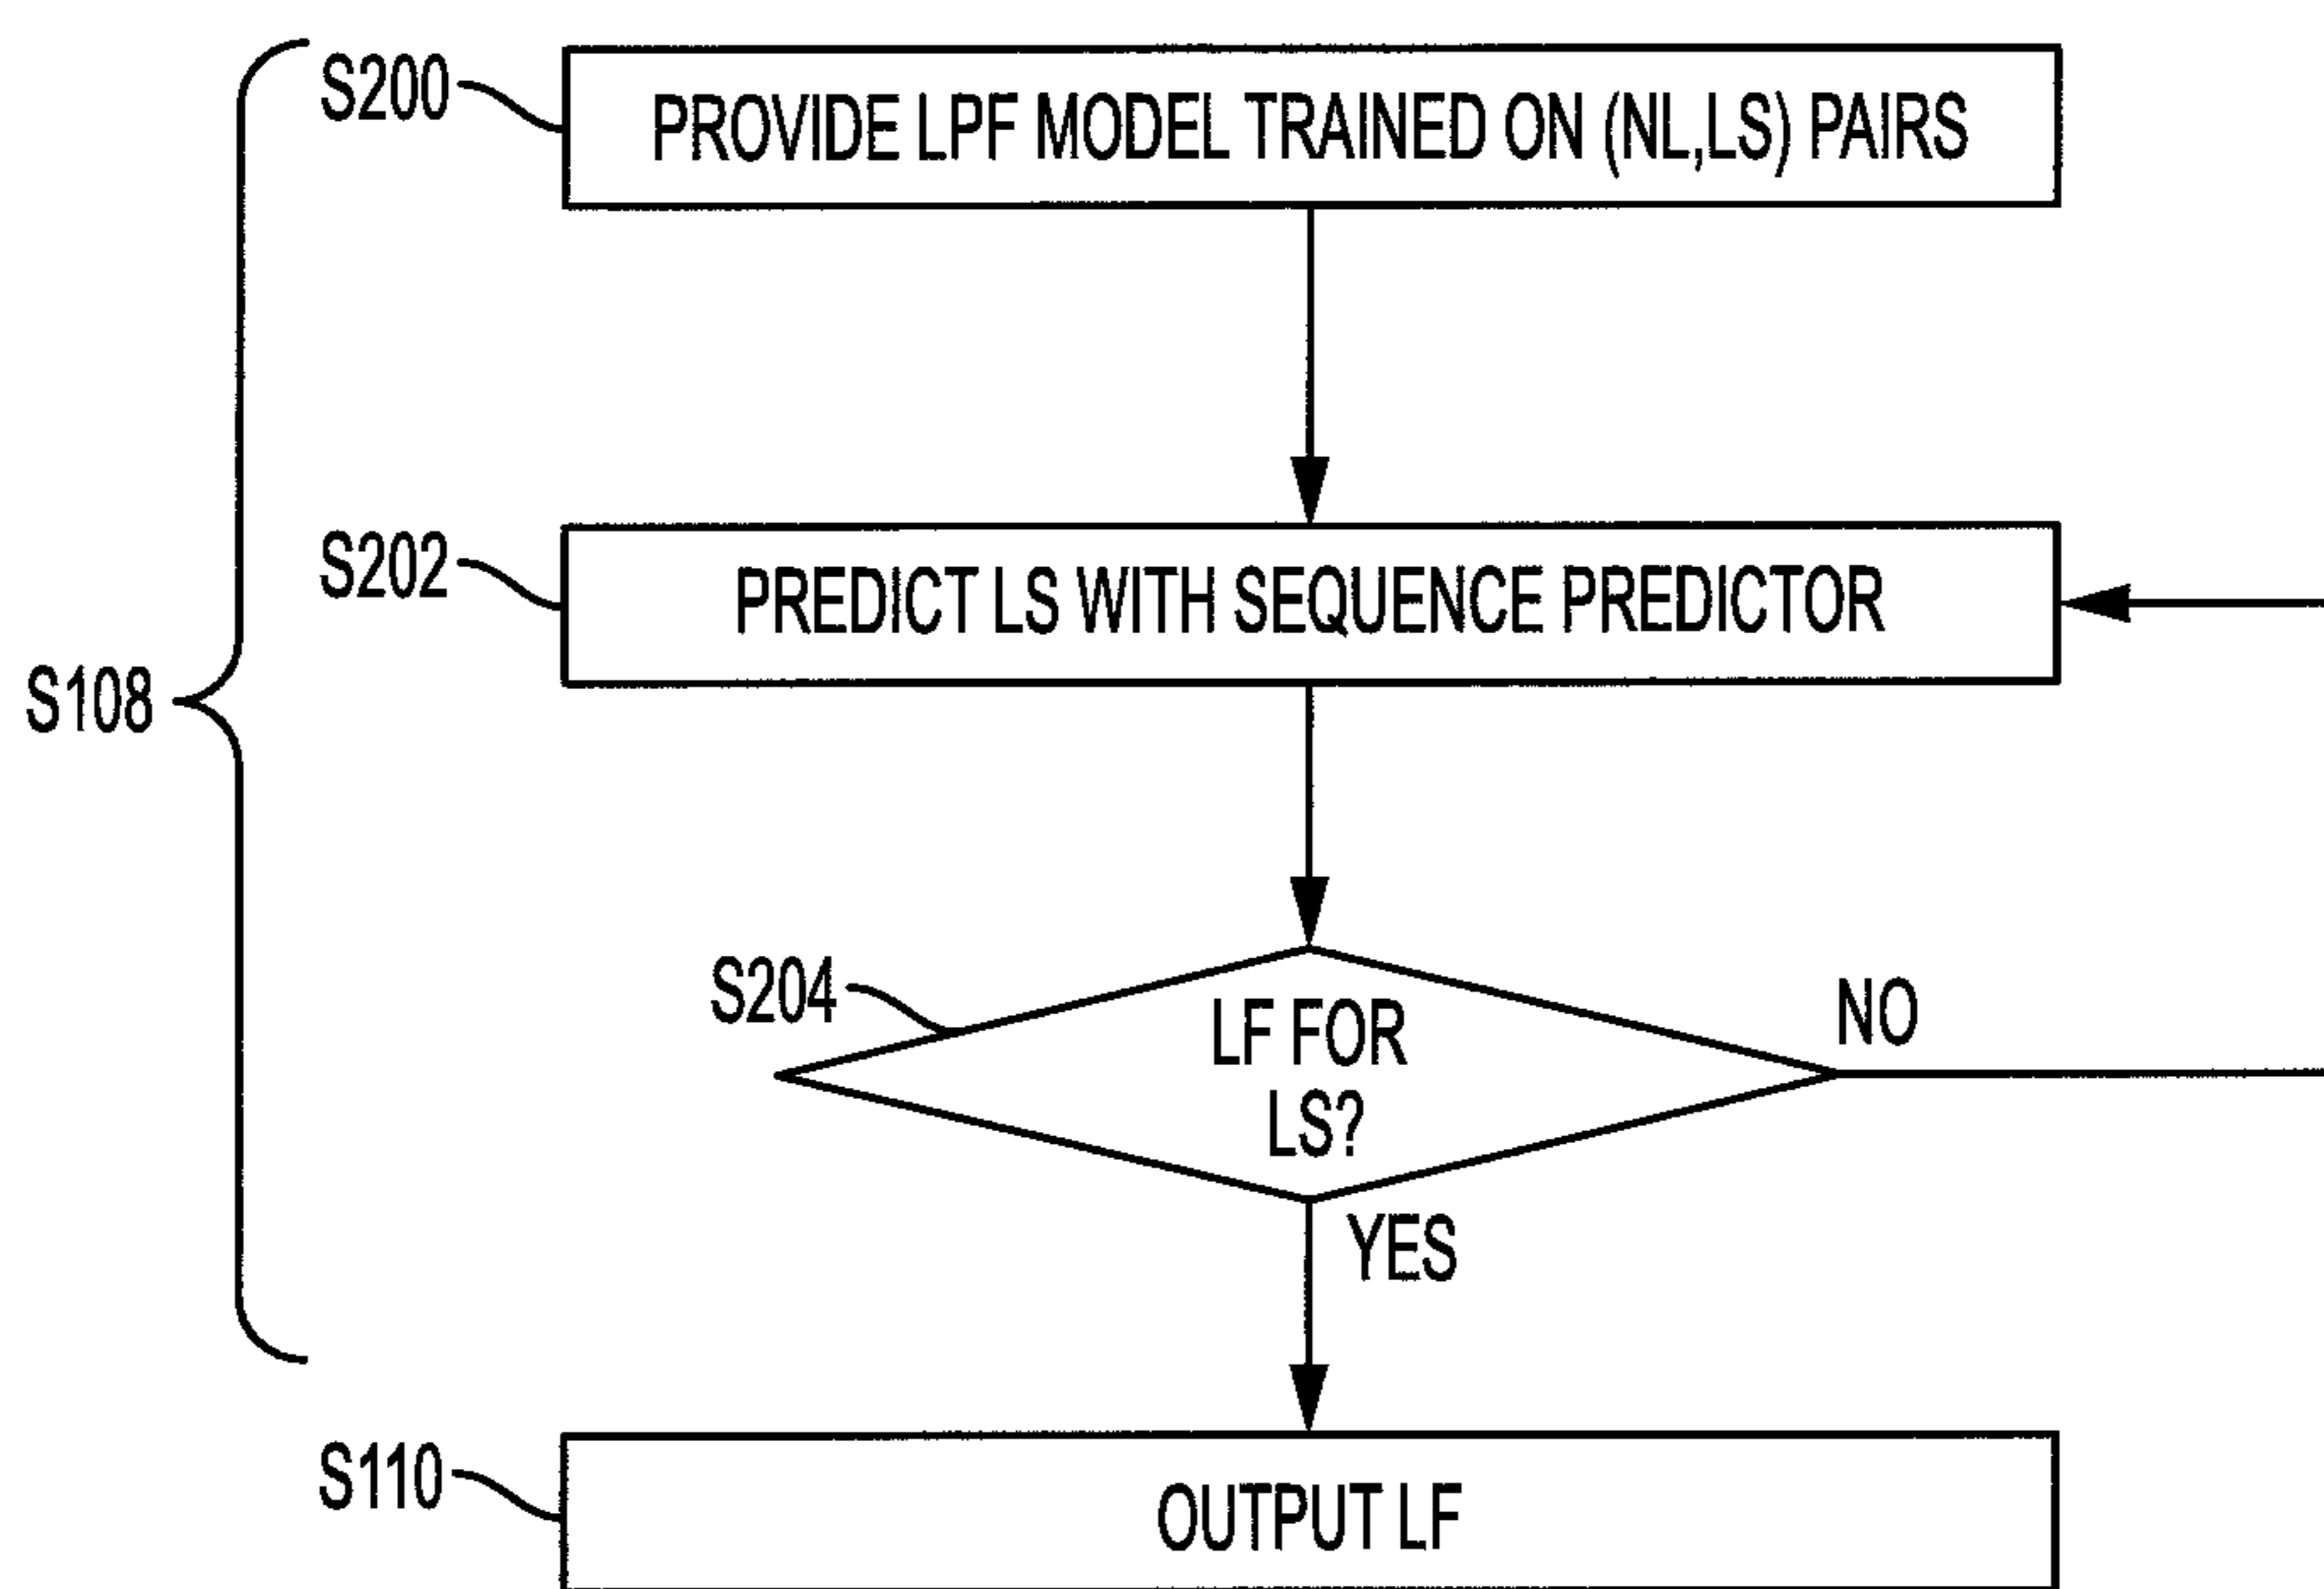 S200
PROVIDE LPF MODEL TRAINED ON (NL,LS) PAIRS
S202
PREDICT LS WITH SEQUENCE PREDICTOR
S108
S204
LF FOR
LS?
NO
YES
S110
OUTPUT LF